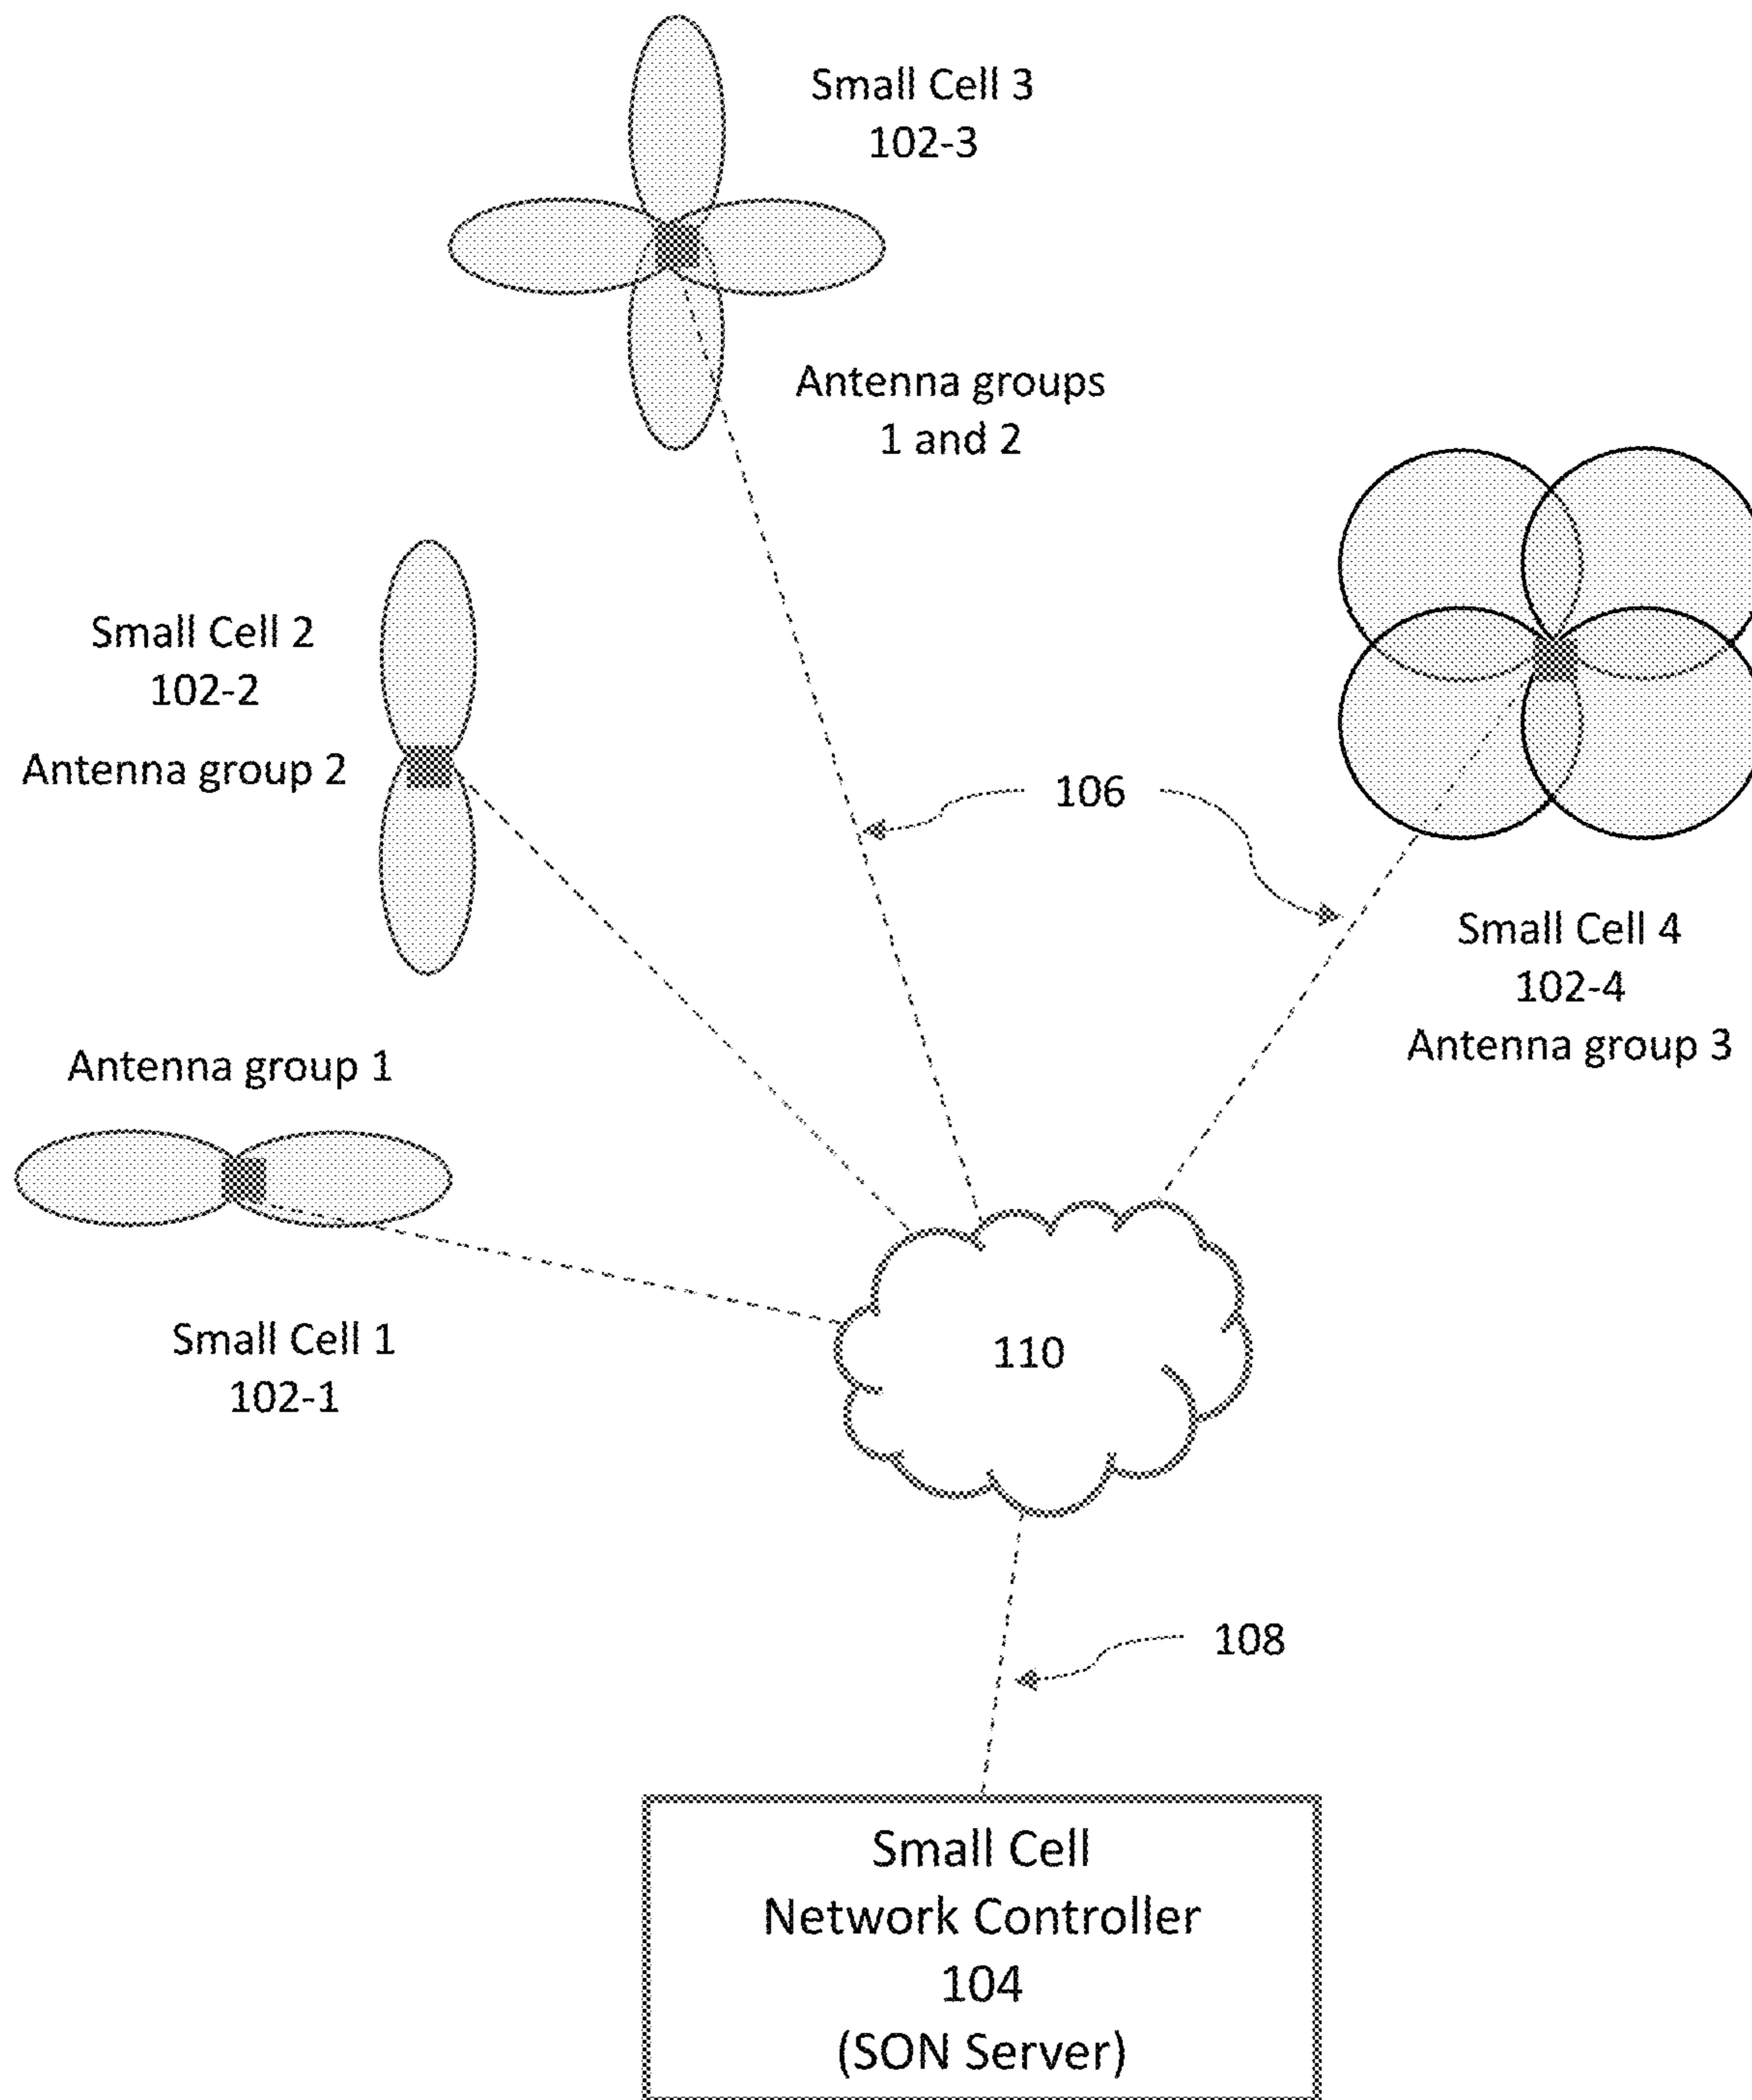 Small Cell 3
102-3
Antenna groups
1 and 2
Small Cell 2
102-2
Antenna group 2
106
Small Cell 4
102-4
Antenna group 3
Antenna group 1
Small Cell 1
102-1
110
108
Small Cell
Network Controller
104
(SON Server)